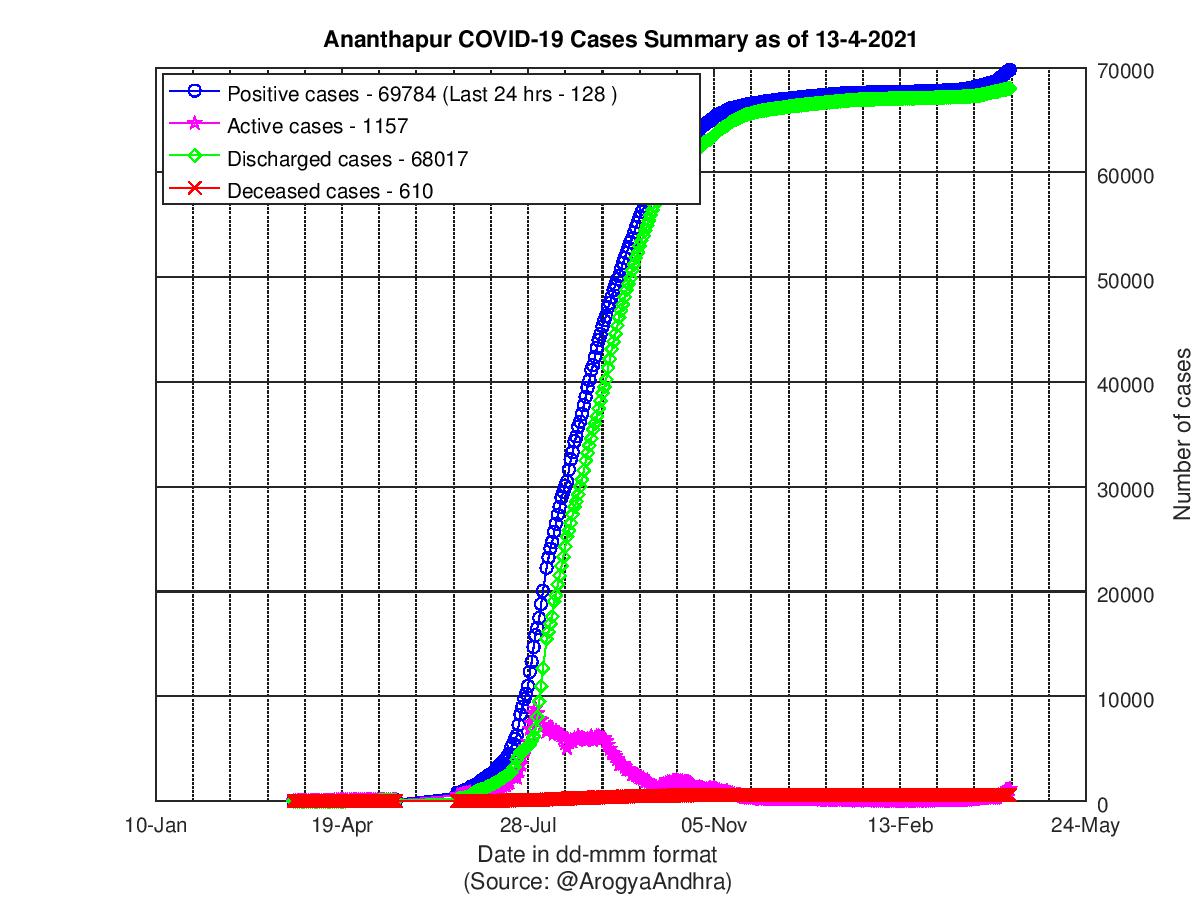 Ananthapur COVID-19 Cases Summary as of 13-4-2021
Positive cases - 69784 (Last 24 hrs - 128 )
Active cases - 1157
Discharged cases - 68017
Deceased cases - 610
70000
60000
50000
40000
30000
20000
10000
0
Number of cases
10-Jan 19-Apr 28-Jul 05-Nov 13-Feb 24-May
Date in dd-mmm format
(Source: @ArogyaAndhra)